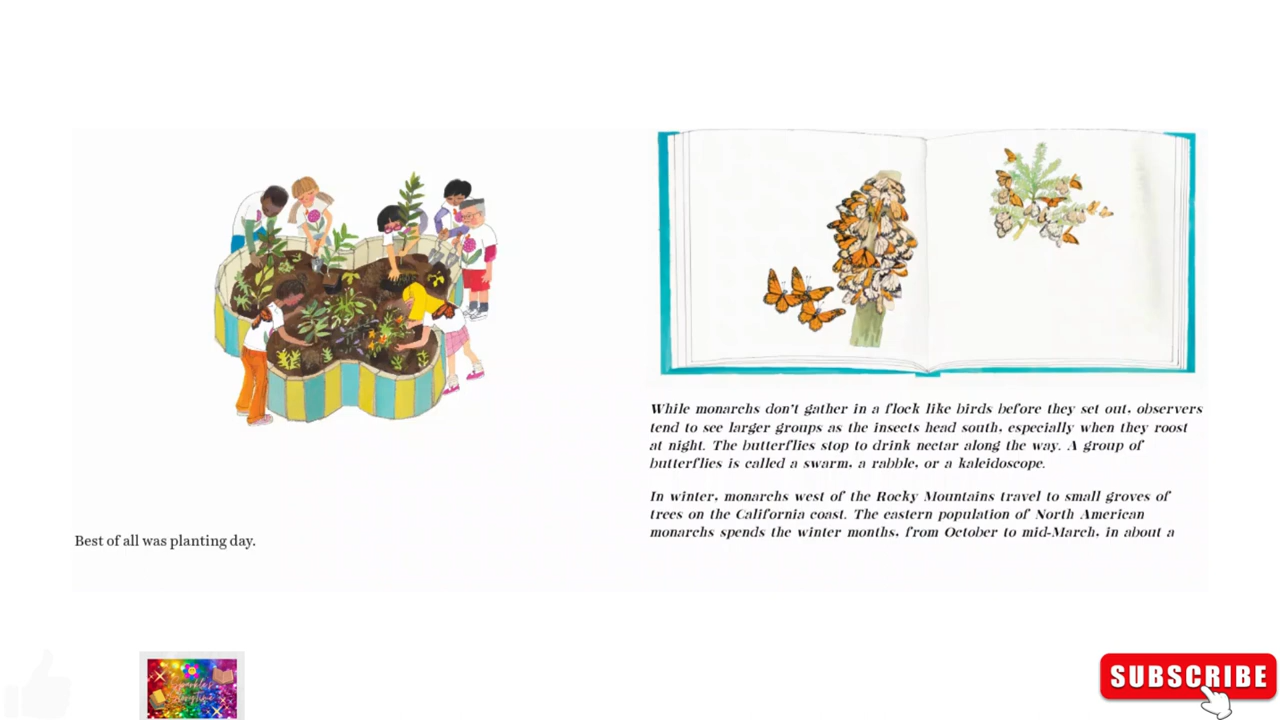 Best of all was planting day.
While monarchs don't gather in a flock like birds before they set out, observers
tend to see larger groups as the insects head south, especially when they roost
at night. The butterflies stop to drink nectar along the way. A group of
butterflies is called a swarm, a rabble, or a kaleidoscope.
In winter, monarchs west of the Rocky Mountains travel to small groves of
trees on the California coast. The eastern population of North American
monarchs spends the winter months, from October to mid-March, in about a
SUBSCRIBE